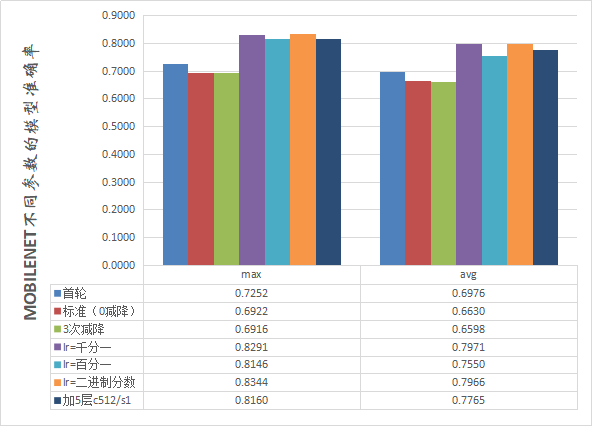 MOBILENET不同参数的模型准确率
0.9000
0.8000
0.7000
0.6000
0.5000
0.4000
0.3000
0.2000
0.1000
0.0000
max avg
首轮 0.7252 0.6976
标准（0减降） 0.6922 0.6630
3次减降 0.6916 0.6598
lr=千分一 0.8291 0.7971
lr=百分一 0.8146 0.7550
lr=二进制分数 0.8344 0.7966
加5层c512/s1 0.8160 0.7765